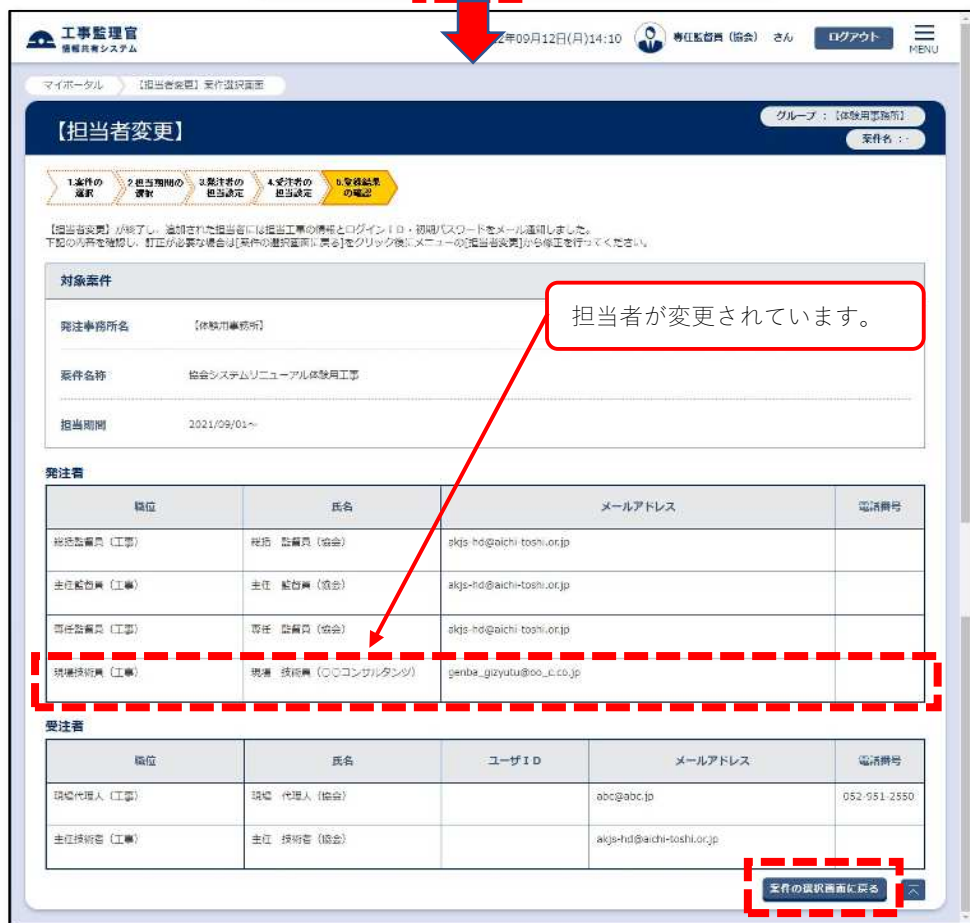 工事監理官
情報共有システム
2年09月12日(月)14:10
専任監督員（協会） さん
ログアウト
MENU
マイポータル
【担当者変更】案件選択画面
【担当者変更】
グループ：【体験用事務所】
案件名：-
1.案件の
選択
2.担当期間の
選択
3.発注者の
担当設定
4.受注者の
担当設定
5.登録結果
の確認
【担当者変更】が終了し、追加された担当者には担当工事の情報とログインＩＤ・初期パスワードをメール通知しました。
下記の内容を確認し、訂正が必要な場合は[案件の選択画面に戻る]をクリック後にメニューの[担当者変更]から修正を行ってください。
対象案件
担当者が変更されています。
発注事務所名 【体験用事務所】
案件名称 協会システムリニューアル体験用工事
担当期間 2021/09/01～
発注者
職位 氏名 メールアドレス 電話番号
総括監督員（工事） 総括 監督員（協会） akjs-hd@aichi-toshi.or.jp
主任監督員（工事） 主任 監督員（協会） akjs-hd@aichi-toshi.or.jp
専任監督員（工事） 専任 監督員（協会） akjs-hd@aichi-toshi.or.jp
現場技術員（工事） 現場 技術員（〇〇コンサルタンツ） genba_gizyutu@oo_c.co.jp
受注者
職位 氏名 ユーザＩＤ メールアドレス 電話番号
現場代理人（工事） 現場 代理人（協会） abc@abc.jp 052-951-2550
主任技術者（工事） 主任 技術者（協会） akjs-hd@aichi-toshi.or.jp
案件の選択画面に戻る